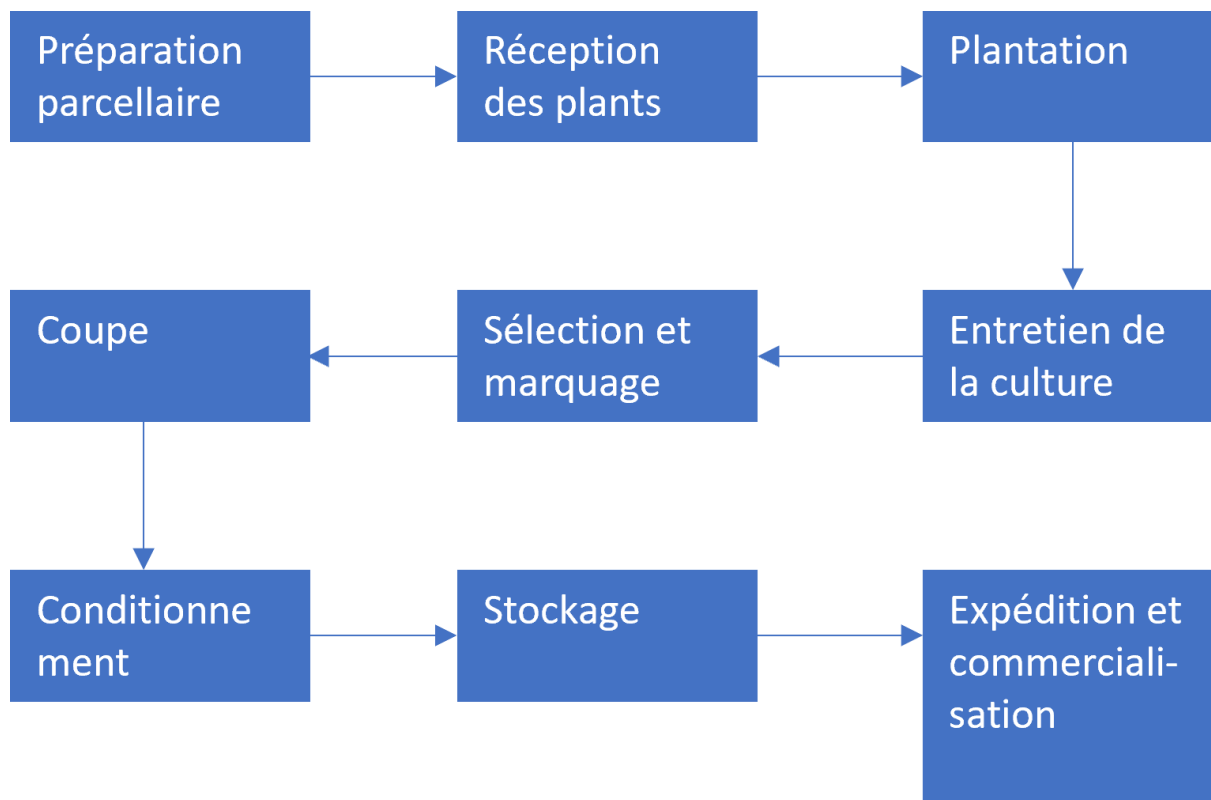 Préparation
parcellaire
Réception
des plants
Plantation
Entretien de
la culture
Sélection et
marquage
Coupe
Conditionne
ment
Stockage
Expédition et
commerciali-
sation